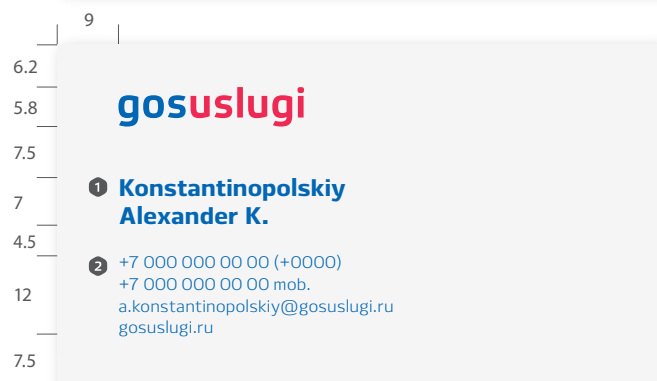 9
6.2
5.8
gosuslugi
7.5
1 Konstantinopolskiy
7
Alexander K.
4.5
2 +7 000 000 00 00 (+0000)
+7 000 000 00 00 mob.
12
a.konstantinopolskiy@gosuslugi.ru
gosuslugi.ru
7.5